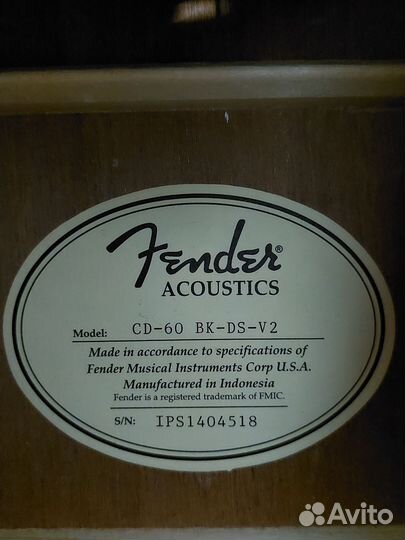 Fender®
ACOUSTICS
Model: CD-60 BK-DS-V2
Made in accordance to specifications of
Fender Musical Instruments Corp U.S.A.
Manufactured in Indonesia
Fender is a registered trademark of FMIC.
S/N: IPS1404518
Avito